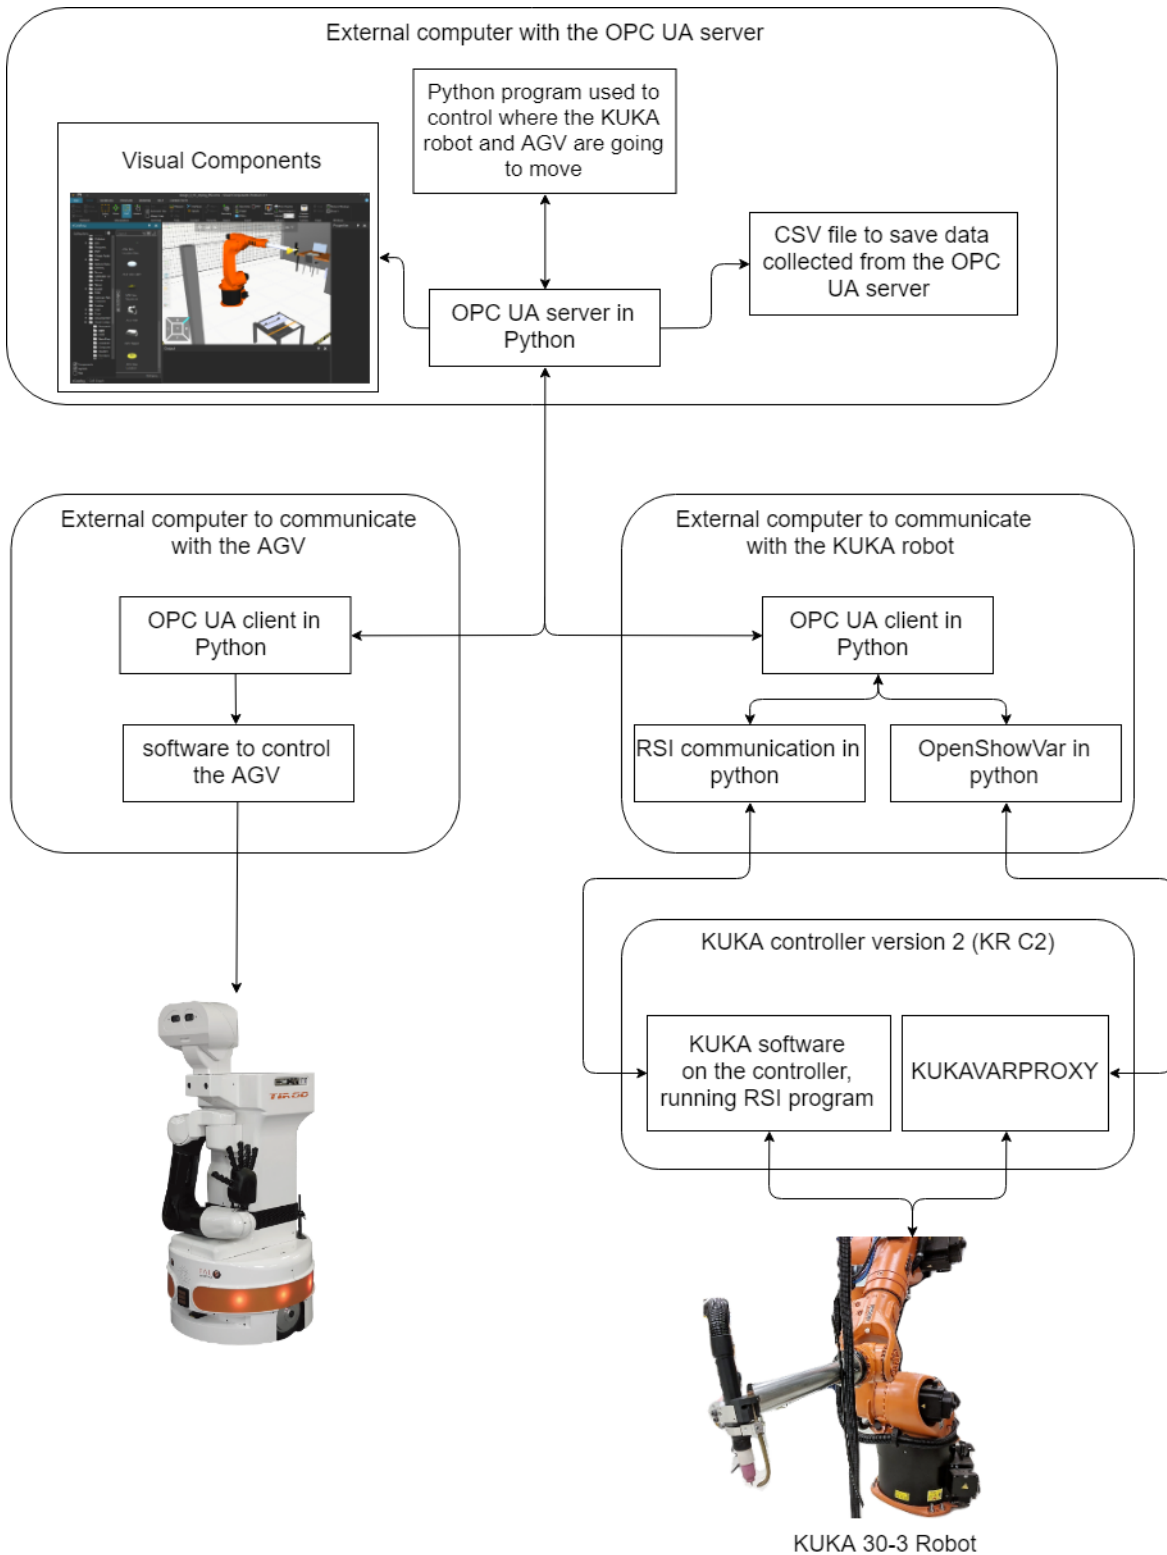 External computer with the OPC UA server
Python program used to
control where the KUKA
robot and AGV are going
to move
Visual Components
CSV file to save data
collected from the OPC
UA server
OPC UA server in
Python
External computer to communicate
with the AGV
External computer to communicate
with the KUKA robot
OPC UA client in
Python
OPC UA client in
Python
software to control
the AGV
RSI communication in
python
OpenShowVar in
python
KUKA controller version 2 (KR C2)
KUKA software
on the controller,
running RSI program
KUKAVARPROXY
TIAGO
KUKA 30-3 Robot